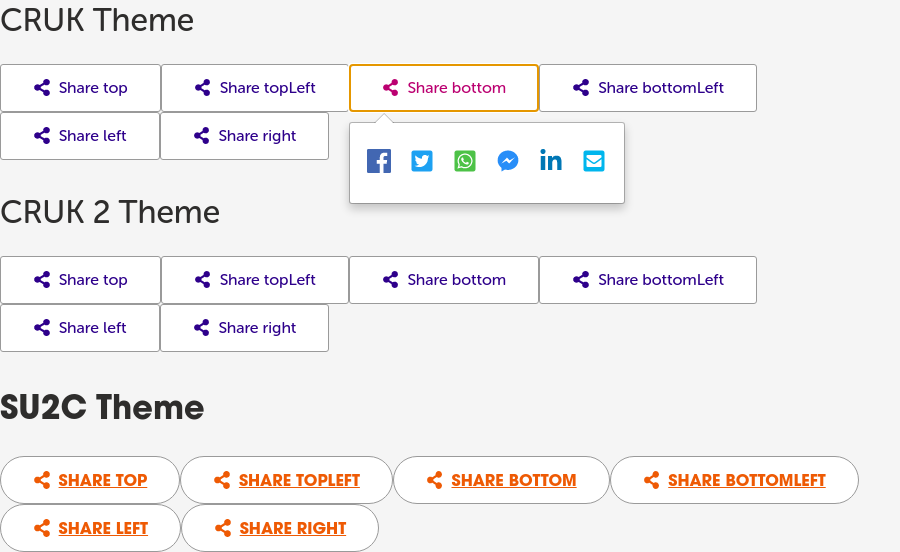 CRUK Theme
Share top Share topLeft Share bottom Share bottomLeft
Share left Share right
CRUK 2 Theme
Share top Share topLeft Share bottom Share bottomLeft
Share left Share right
SU2C Theme
SHARE TOP SHARE TOPLEFT SHARE BOTTOM SHARE BOTTOMLEFT
SHARE LEFT SHARE RIGHT